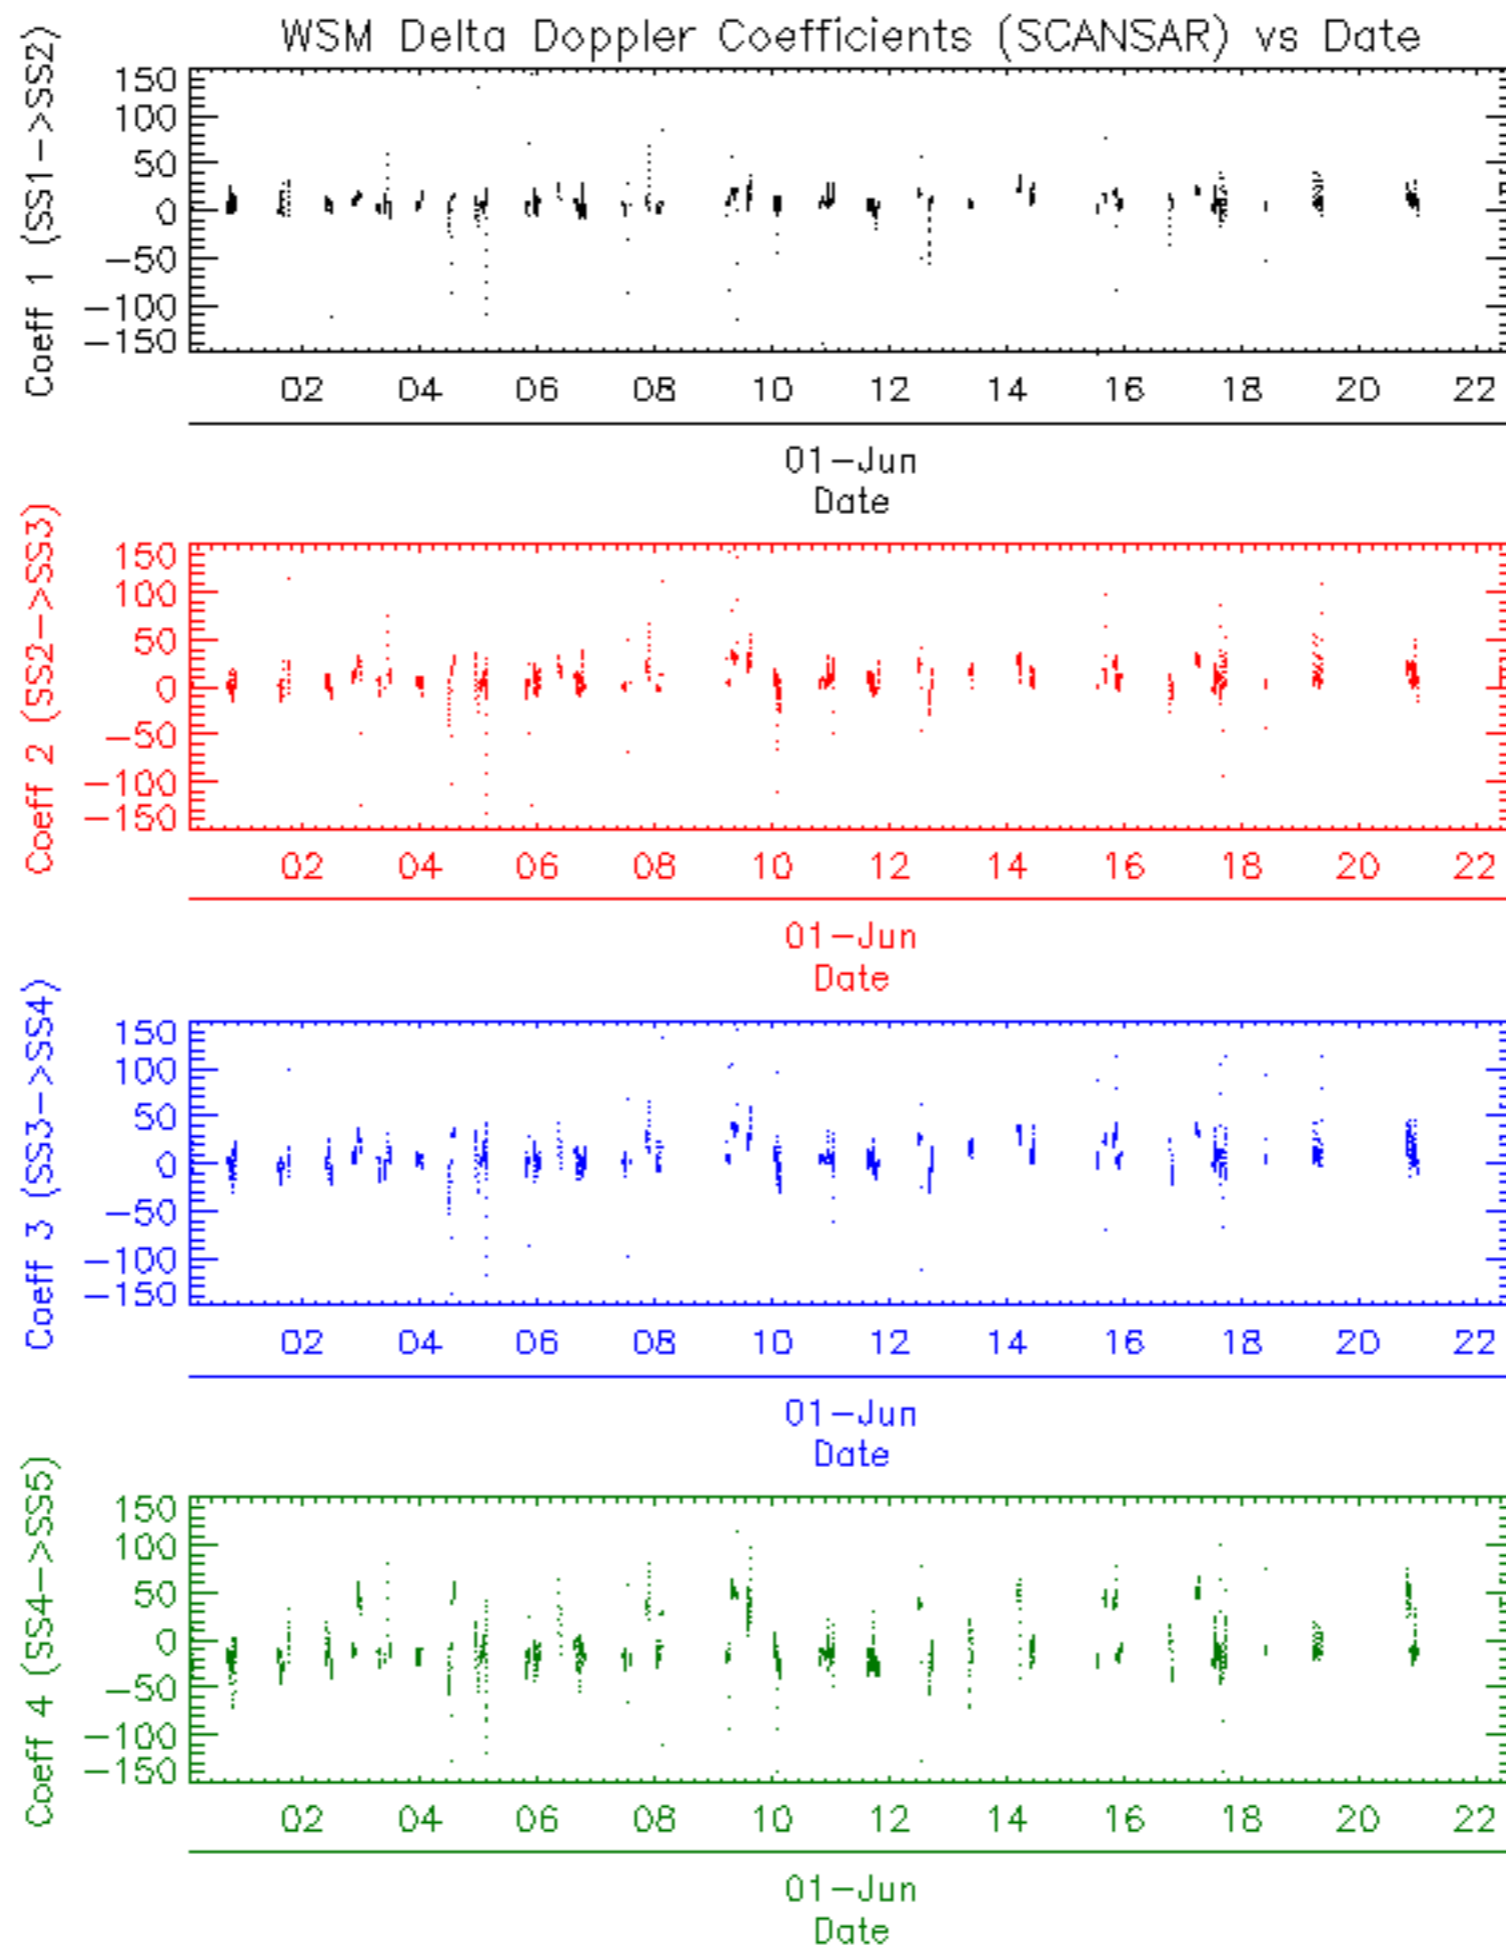 WSM Delta Doppler Coefficients (SCANSAR) vs Date
Coeff 1 (SS1->SS2)
150
100
50
0
-50
-100
-150
02 04 06 08 10 12 14 16 18 20 22
01-Jun
Date
Coeff 2 (SS2->SS3)
150
100
50
0
-50
-100
-150
02 04 06 08 10 12 14 16 18 20 22
01-Jun
Date
Coeff 3 (SS3->SS4)
150
100
50
0
-50
-100
-150
02 04 06 08 10 12 14 16 18 20 22
01-Jun
Date
Coeff 4 (SS4->SS5)
150
100
50
0
-50
-100
-150
02 04 06 08 10 12 14 16 18 20 22
01-Jun
Date